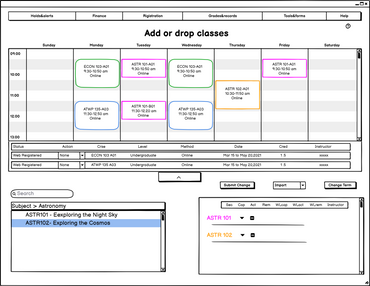 Holds&alerts Finance Rigistration Grades&records Tools&forms Help
Add or drop classes
Sunday Monday Tuesday Wednesday Thursday Friday Saturday
09:00
ECON 103-A01
9:30-10:50 am
Online
ASTR 101-A01
9:30-10:50 am
Online
ECON 103-A01
9:30-10:50 am
Online
ASTR 101-A01
9:30-10:50 am
Online
10:00
ASTR 102-A01
10:30-11:50 am
Online
11:00
ATWP 135-A03
11:30-12:50 am
Online
ASTR 101-B01
11:30-12:20 am
Online
ATWP 135-A03
11:30-12:50 am
Online
12:00
13:00
Status Action Crse Level Method Date Cred Instructor
Web Registered None ECON 103 A01 Undergraduate Online Mar 15 to May 20,2021 1.5
Web Registered None ATWP 135 A03 Undergraduate Online Mar 15 to May 20,2021 1.5
Search
Submit Change Import Change Term
Subject > Astronomy
ASTR101 - Eexploring the Night Sky
ASTR102- Exploring the Cosmos
Sec Cap Act Rem WLcap WLact WLrem Instructor
ASTR 101
ASTR 102